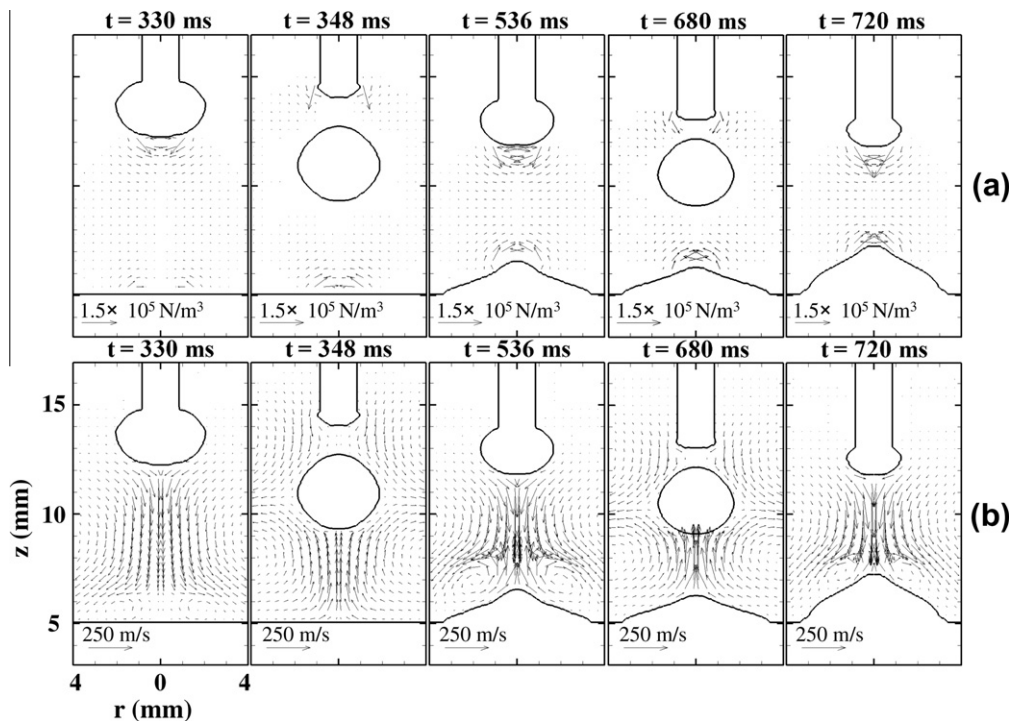 t = 330 ms t = 348 ms t = 536 ms t = 680 ms t = 720 ms
(a)
1.5× 10⁵ N/m³ 1.5× 10⁵ N/m³ 1.5× 10⁵ N/m³ 1.5× 10⁵ N/m³ 1.5× 10⁵ N/m³
t = 330 ms t = 348 ms t = 536 ms t = 680 ms t = 720 ms
15
z (mm)
10
(b)
5
250 m/s 250 m/s 250 m/s 250 m/s 250 m/s
4 0 4
r (mm)